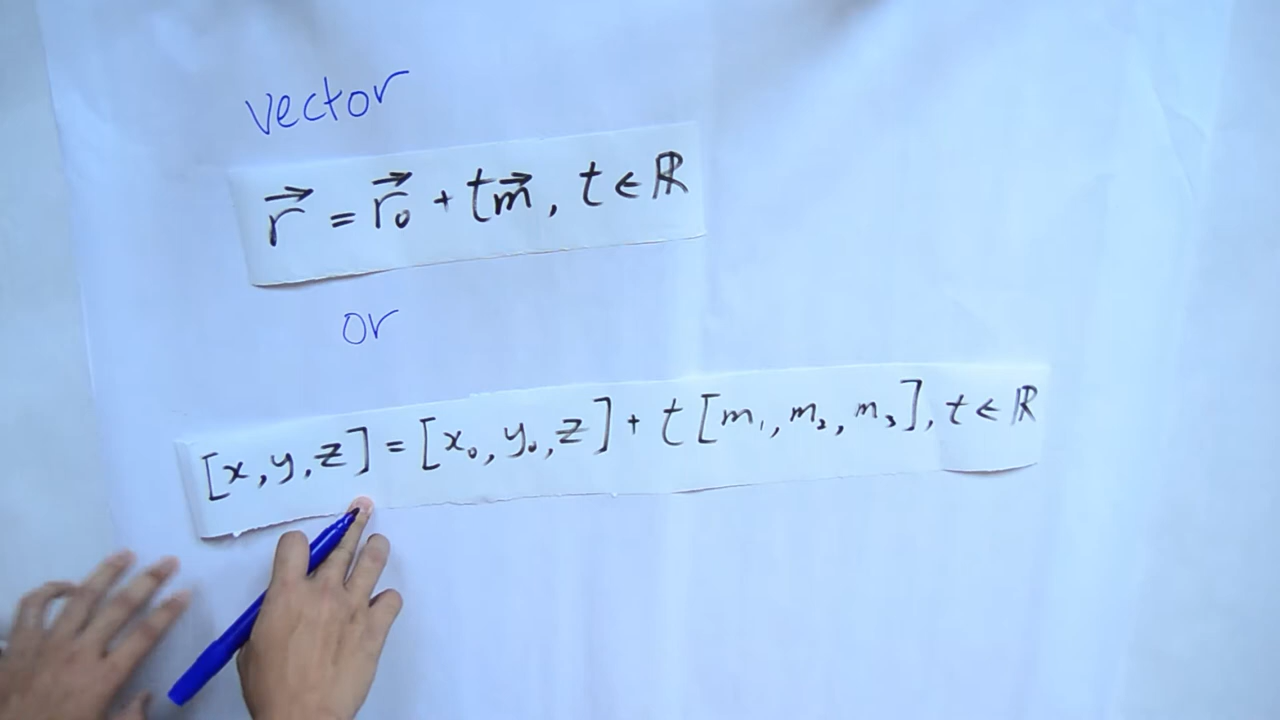 vector
r⃗ = r⃗₀ + tm⃗, t ∈ ℝ
or
[x, y, z] = [x₀, y₀, z] + t [m₁, m₂, m₃], t ∈ ℝ